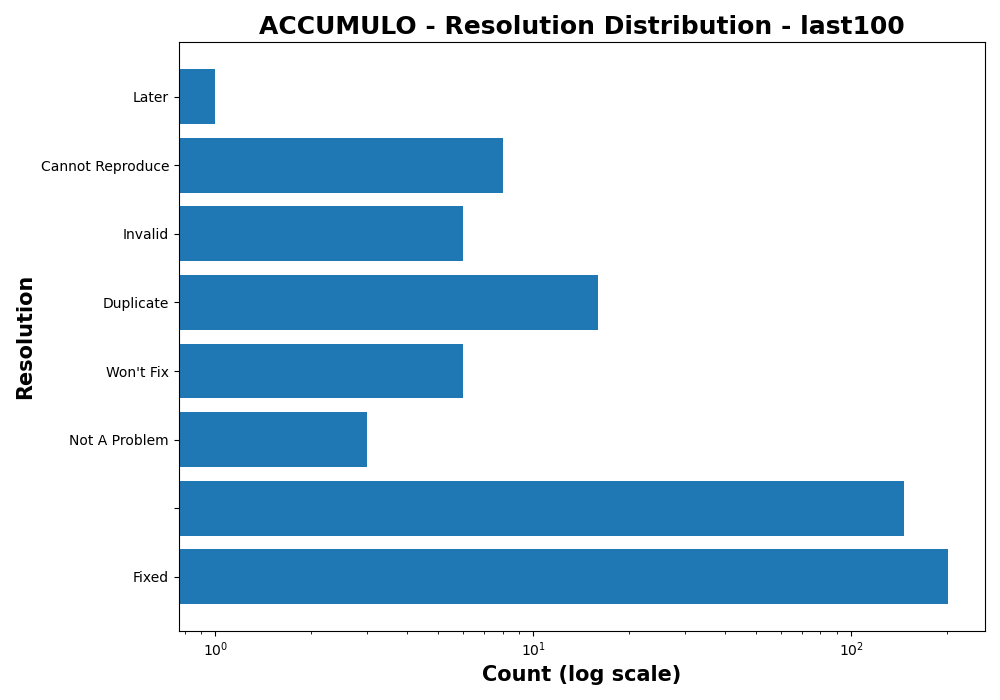 ACCUMULO - Resolution Distribution - last100
Later
Cannot Reproduce
Invalid
Duplicate
Won't Fix
Not A Problem
Fixed
Resolution
10⁰ 10¹ 10²
Count (log scale)